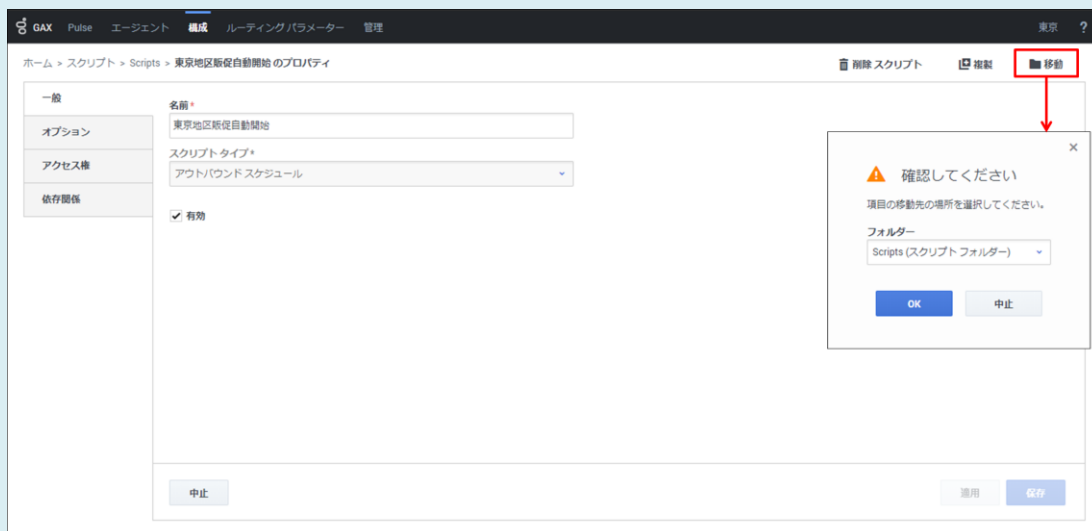 GAX Pulse エージェント 構成 ルーティング パラメーター 管理 東京 ?
ホーム > スクリプト > Scripts > 東京地区販促自動開始 のプロパティ 削除 スクリプト 複製 移動
一般
オプション
アクセス権
依存関係
名前*
東京地区販促自動開始
スクリプト タイプ*
アウトバウンド スケジュール
有効
確認してください
項目の移動先の場所を選択してください。
フォルダー
Scripts (スクリプト フォルダー)
OK 中止
中止 適用 保存